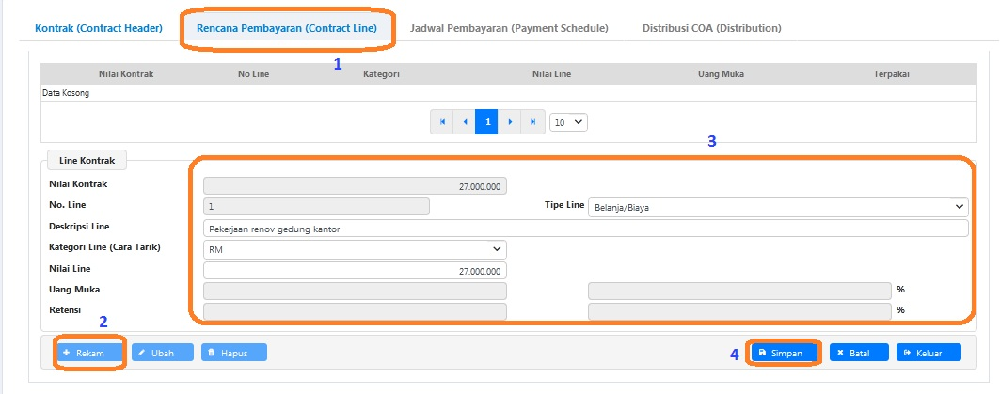 Kontrak (Contract Header) Rencana Pembayaran (Contract Line) Jadwal Pembayaran (Payment Schedule) Distribusi COA (Distribution)
1
Nilai Kontrak No Line Kategori Nilai Line Uang Muka Terpakai
Data Kosong
1 10
3
Line Kontrak
Nilai Kontrak 27.000.000
No. Line 1 Tipe Line Belanja/Biaya
Deskripsi Line Pekerjaan renov gedung kantor
Kategori Line (Cara Tarik) RM
Nilai Line 27.000.000
Uang Muka %
Retensi %
2
Rekam Ubah Hapus 4 Simpan Batal Keluar